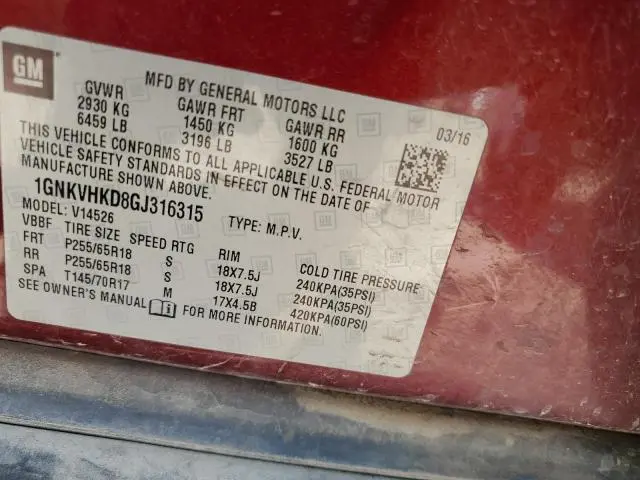 GM
MFD BY GENERAL MOTORS LLC
GVWR GAWR FRT GAWR RR 03/16
2930 KG 1450 KG 1600 KG
6459 LB 3196 LB 3527 LB
THIS VEHICLE CONFORMS TO ALL APPLICABLE U.S. FEDERAL MOTOR
VEHICLE SAFETY STANDARDS IN EFFECT ON THE DATE OF
MANUFACTURE SHOWN ABOVE.
1GNKVHKD8GJ316315 TYPE: M.P.V.
MODEL: V14526
VBBF TIRE SIZE SPEED RTG RIM COLD TIRE PRESSURE
FRT P255/65R18 S 18X7.5J 240KPA(35PSI)
RR P255/65R18 S 18X7.5J 240KPA(35PSI)
SPA T145/70R17 M 17X4.5B 420KPA(60PSI)
SEE OWNER'S MANUAL FOR MORE INFORMATION.